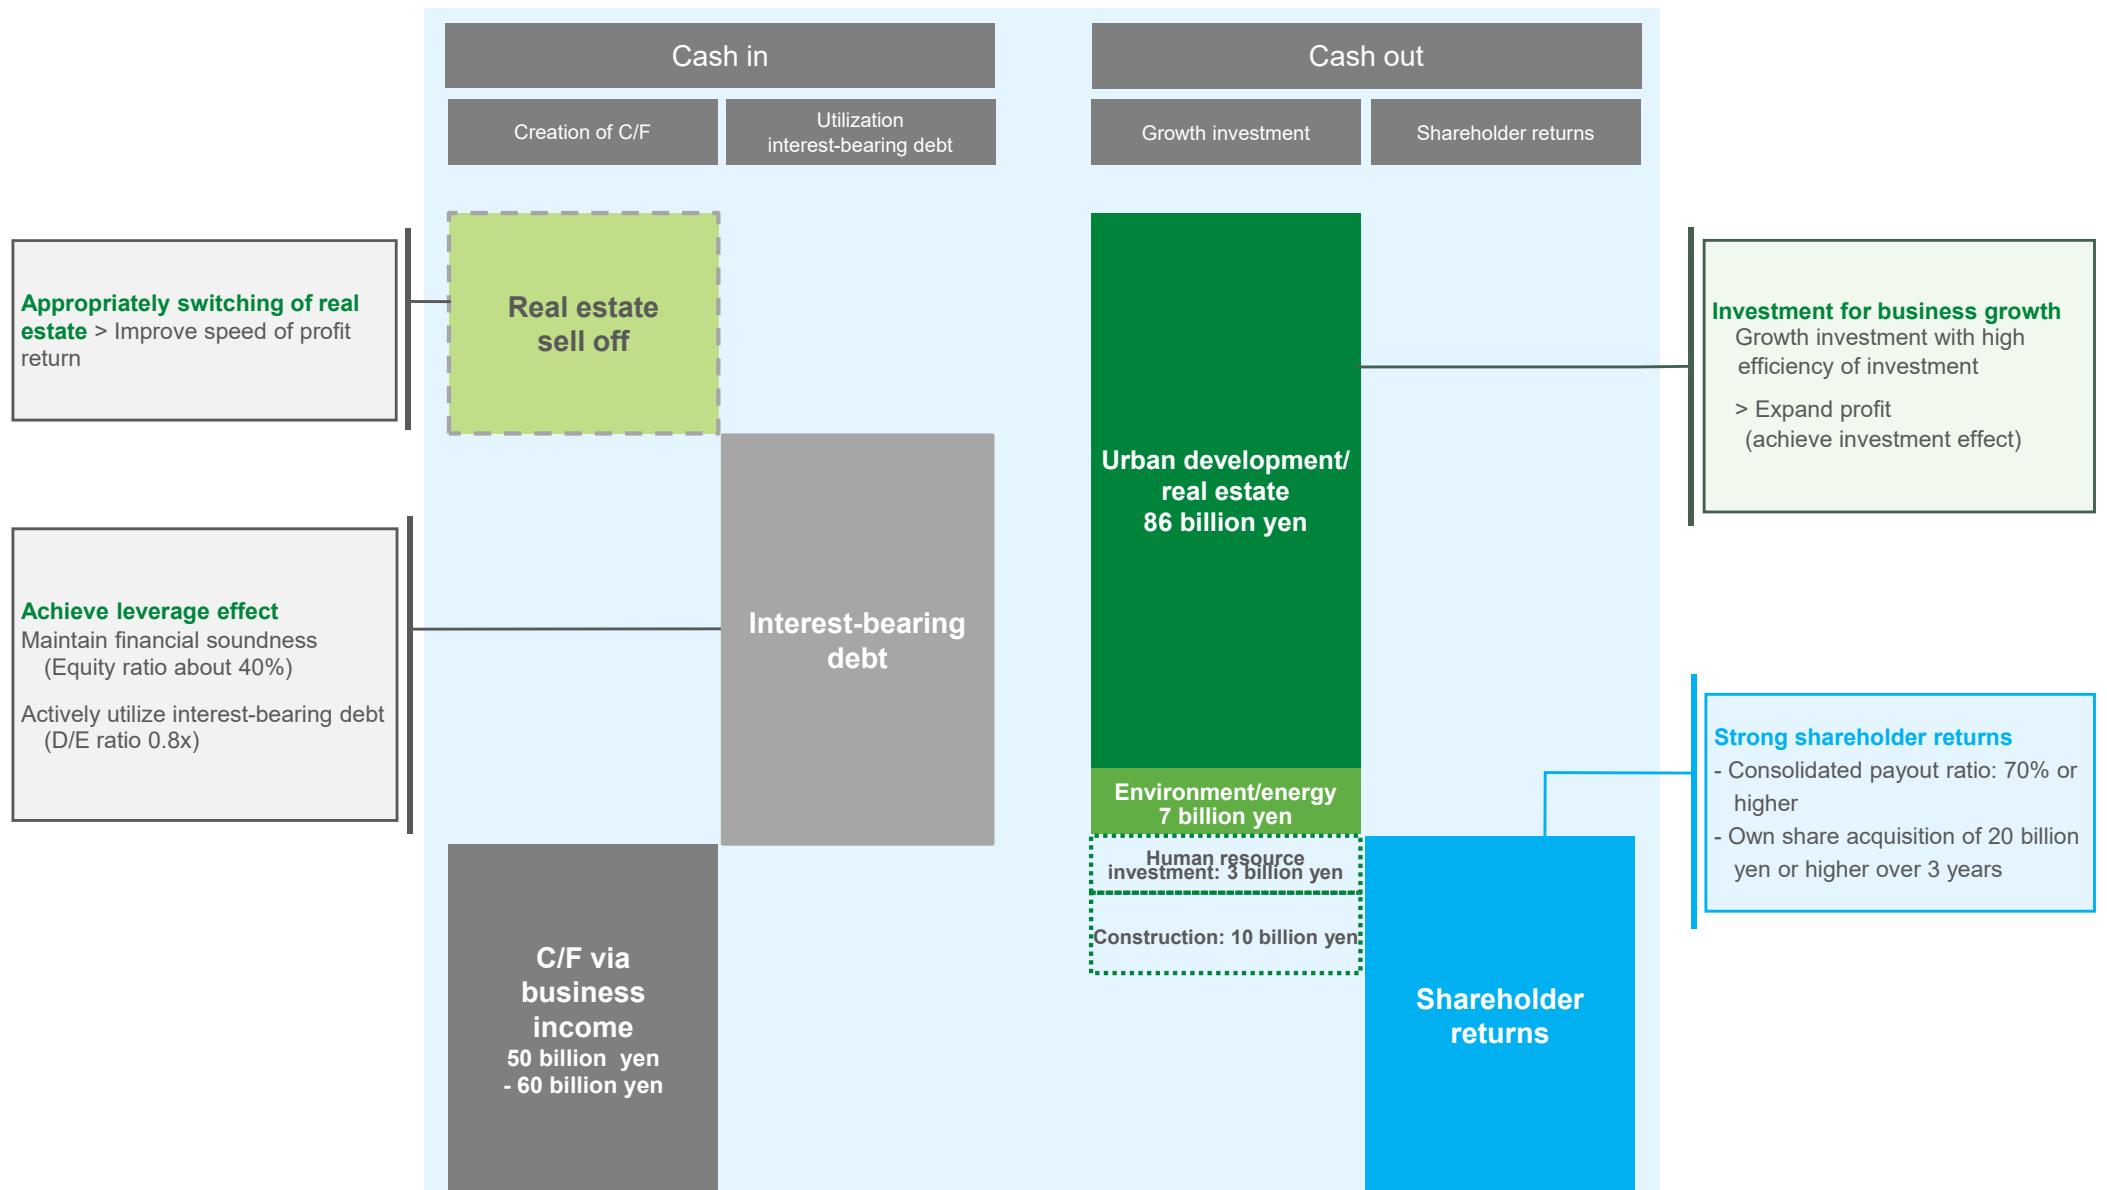 Cash in
Cash out
Creation of C/F
Utilization
interest-bearing debt
Growth investment
Shareholder returns
Appropriately switching of real
estate > Improve speed of profit
return
Real estate
sell off
Achieve leverage effect
Maintain financial soundness
(Equity ratio about 40%)
Actively utilize interest-bearing debt
(D/E ratio 0.8x)
Interest-bearing
debt
C/F via
business
income
50 billion  yen
- 60 billion yen
Urban development/
real estate
86 billion yen
Environment/energy
7 billion yen
Human resource
investment: 3 billion yen
Construction: 10 billion yen
Shareholder
returns
Investment for business growth
Growth investment with high
efficiency of investment
> Expand profit
(achieve investment effect)
Strong shareholder returns
- Consolidated payout ratio: 70% or
higher
- Own share acquisition of 20 billion
yen or higher over 3 years